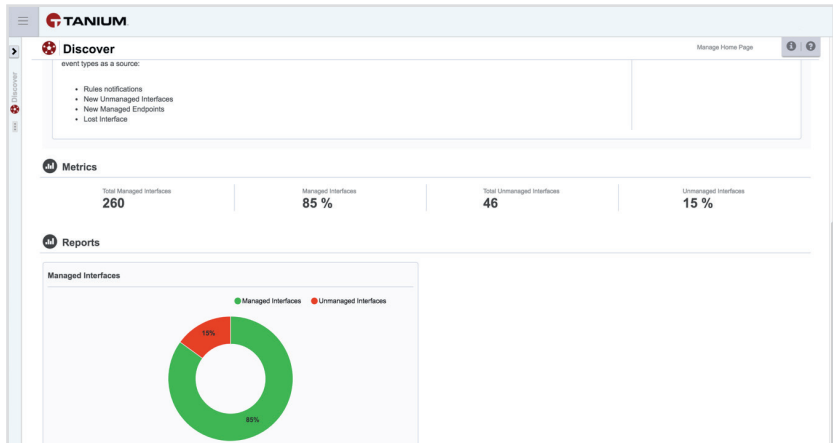 TANIUM
Discover
Manage Home Page
Discover
event types as a source:
• Rules notifications
• New Unmanaged Interfaces
• New Managed Endpoints
• Lost Interface
Metrics
Total Managed Interfaces
260
Managed Interfaces
85 %
Total Unmanaged Interfaces
46
Unmanaged Interfaces
15 %
Reports
Managed Interfaces
Managed Interfaces Unmanaged Interfaces
15%
85%